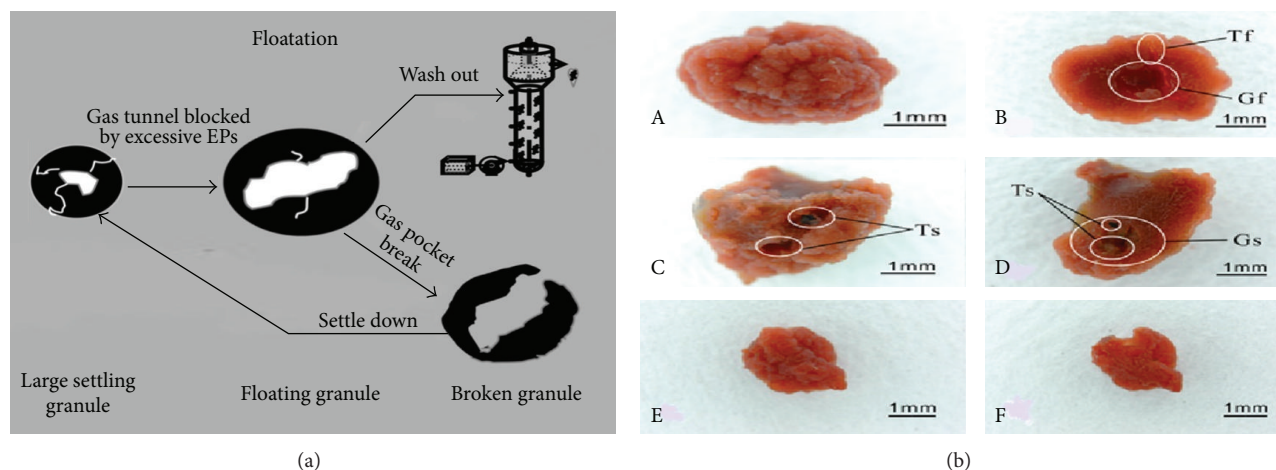 Floatation
Wash out
Gas tunnel blocked
by excessive EPs
Gas pocket
break
Settle down
Large settling
granule
Floating granule
Broken granule
(a)
A
1mm
B
Tf
Gf
1mm
C
Ts
1mm
D
Ts
Gs
1mm
E
1mm
F
1mm
(b)